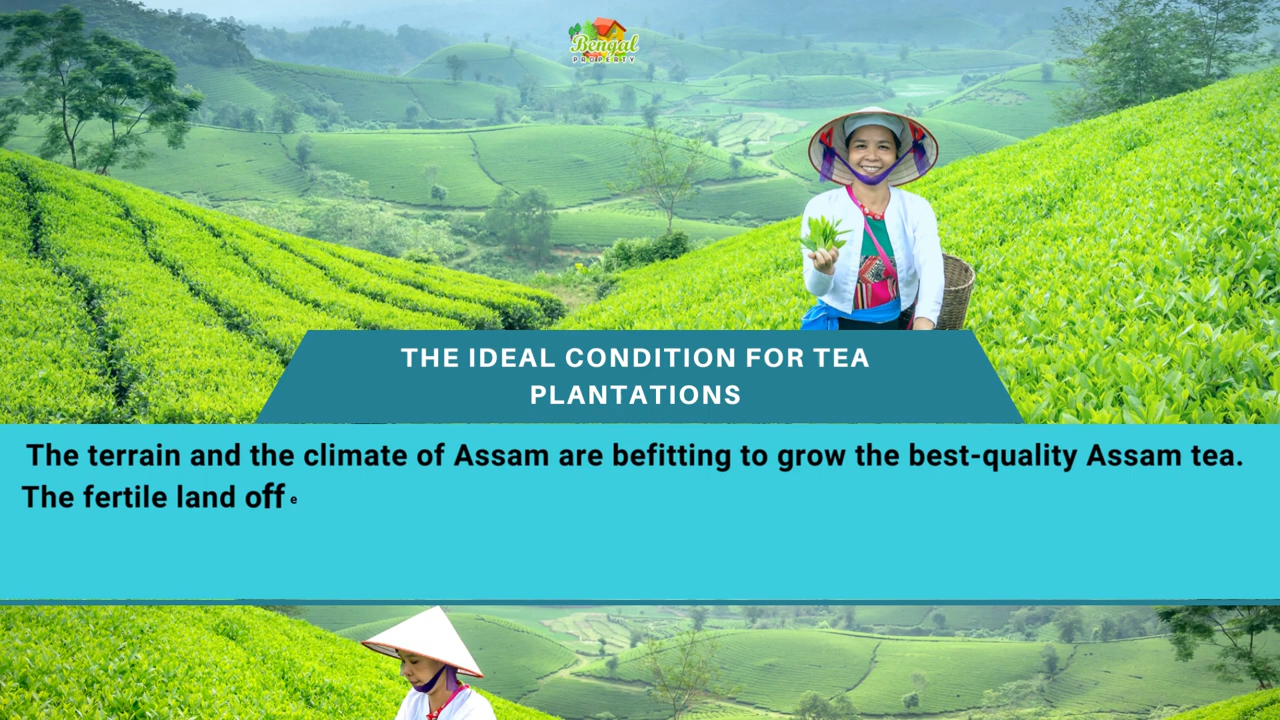 Bengal
PROPERTY
THE IDEAL CONDITION FOR TEA
PLANTATIONS
The terrain and the climate of Assam are befitting to grow the best-quality Assam tea.
The fertile land offe